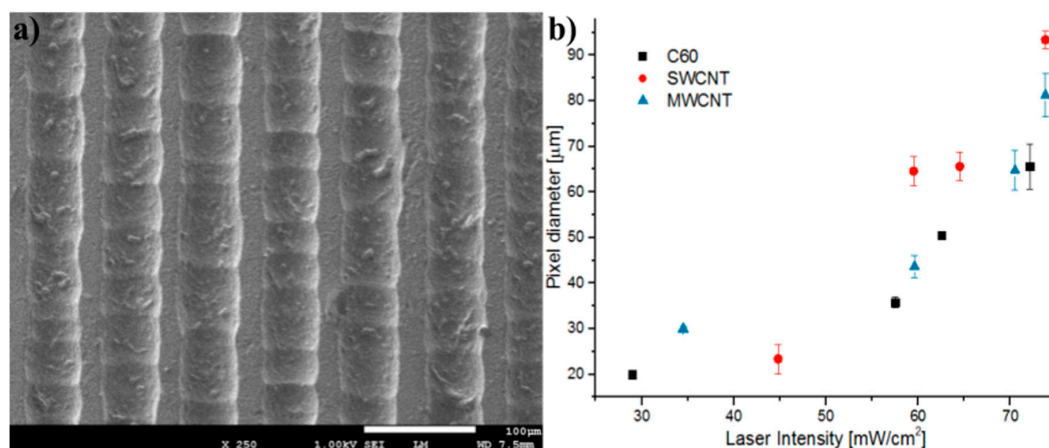 a)
100μm
X 250 1.00kV SEI LM WD 7.5mm
b)
C60
SWCNT
MWCNT
Pixel diameter [μm]
90
80
70
60
50
40
30
20
30 40 50 60 70
Laser Intensity [mW/cm²]